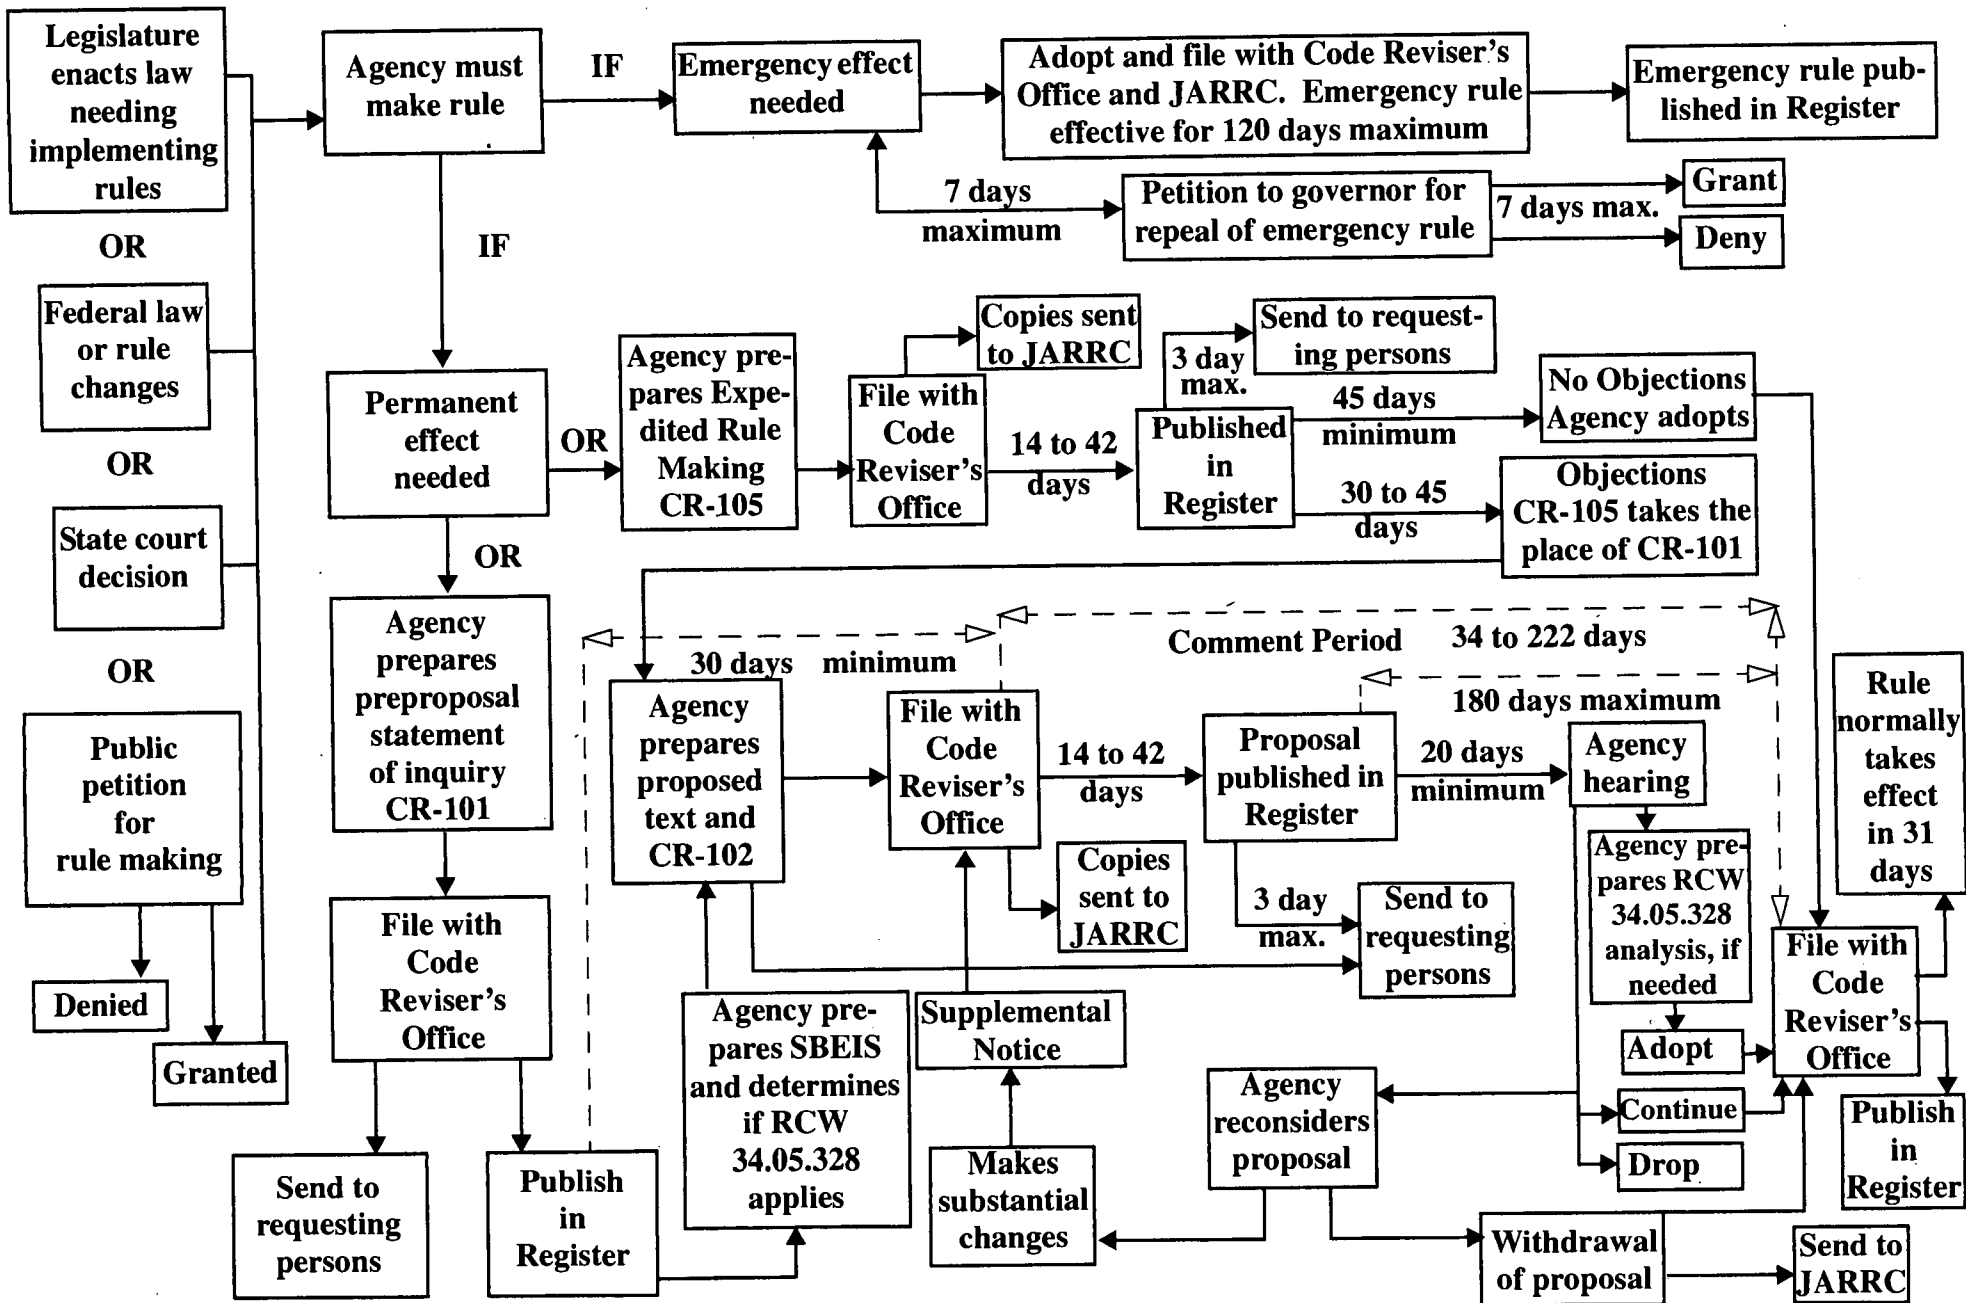 Legislature
enacts law
needing
implementing
rules
OR
Federal law
or rule
changes
OR
State court
decision
OR
Public
petition
for
rule making
Denied
Granted
Agency must
make rule
IF
Emergency effect
needed
Adopt and file with Code Reviser's
Office and JARRC. Emergency rule
effective for 120 days maximum
Emergency rule pub-
lished in Register
7 days
maximum
Petition to governor for
repeal of emergency rule
7 days max.
Grant
Deny
IF
Permanent
effect
needed
OR
Agency pre-
pares Expe-
dited Rule
Making
CR-105
File with
Code
Reviser's
Office
Copies sent
to JARRC
14 to 42
days
Published
in
Register
3 day
max.
Send to request-
ing persons
45 days
minimum
No Objections
Agency adopts
30 to 45
days
Objections
CR-105 takes the
place of CR-101
OR
Agency
prepares
preproposal
statement
of inquiry
CR-101
File with
Code
Reviser's
Office
Send to
requesting
persons
Publish
in
Register
30 days minimum
Agency
prepares
proposed
text and
CR-102
Agency pre-
pares SBEIS
and determines
if RCW
34.05.328
applies
File with
Code
Reviser's
Office
Copies
sent to
JARRC
Supplemental
Notice
Makes
substantial
changes
14 to 42
days
Comment Period 34 to 222 days
180 days maximum
Proposal
published in
Register
3 day
max.
Send to
requesting
persons
20 days
minimum
Agency
hearing
Agency pre-
pares RCW
34.05.328
analysis, if
needed
Adopt
Continue
Drop
Agency
reconsiders
proposal
Withdrawal
of proposal
Send to
JARRC
File with
Code
Reviser's
Office
Rule
normally
takes
effect
in 31
days
Publish
in
Register